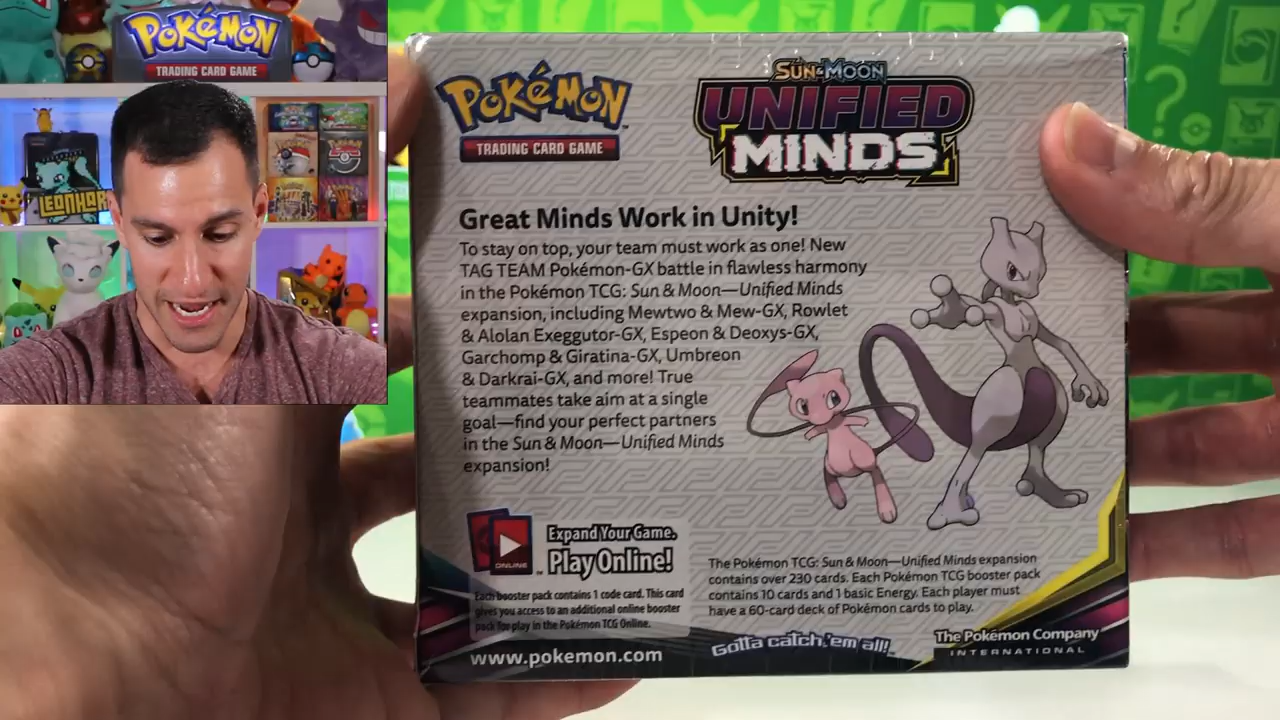 POKÉMON
TRADING CARD GAME
LEONHAR
POKÉMON
TRADING CARD GAME
SUN & MOON
UNIFIED
MINDS
Great Minds Work in Unity!
To stay on top, your team must work as one! New
TAG TEAM Pokémon-GX battle in flawless harmony
in the Pokémon TCG: Sun & Moon—Unified Minds
expansion, including Mewtwo & Mew-GX, Rowlet
& Alolan Exeggutor-GX, Espeon & Deoxys-GX,
Garchomp & Giratina-GX, Umbreon
& Darkrai-GX, and more! True
teammates take aim at a single
goal—find your perfect partners
in the Sun & Moon—Unified Minds
expansion!
ONLINE
Expand Your Game.
Play Online!
Each booster pack contains 1 code card. This card
gives you access to an additional online booster
pack for play in the Pokémon TCG Online.
www.pokemon.com
The Pokémon TCG: Sun & Moon—Unified Minds expansion
contains over 230 cards. Each Pokémon TCG booster pack
contains 10 cards and 1 basic Energy. Each player must
have a 60-card deck of Pokémon cards to play.
Gotta catch 'em all!
The Pokémon Company
INTERNATIONAL